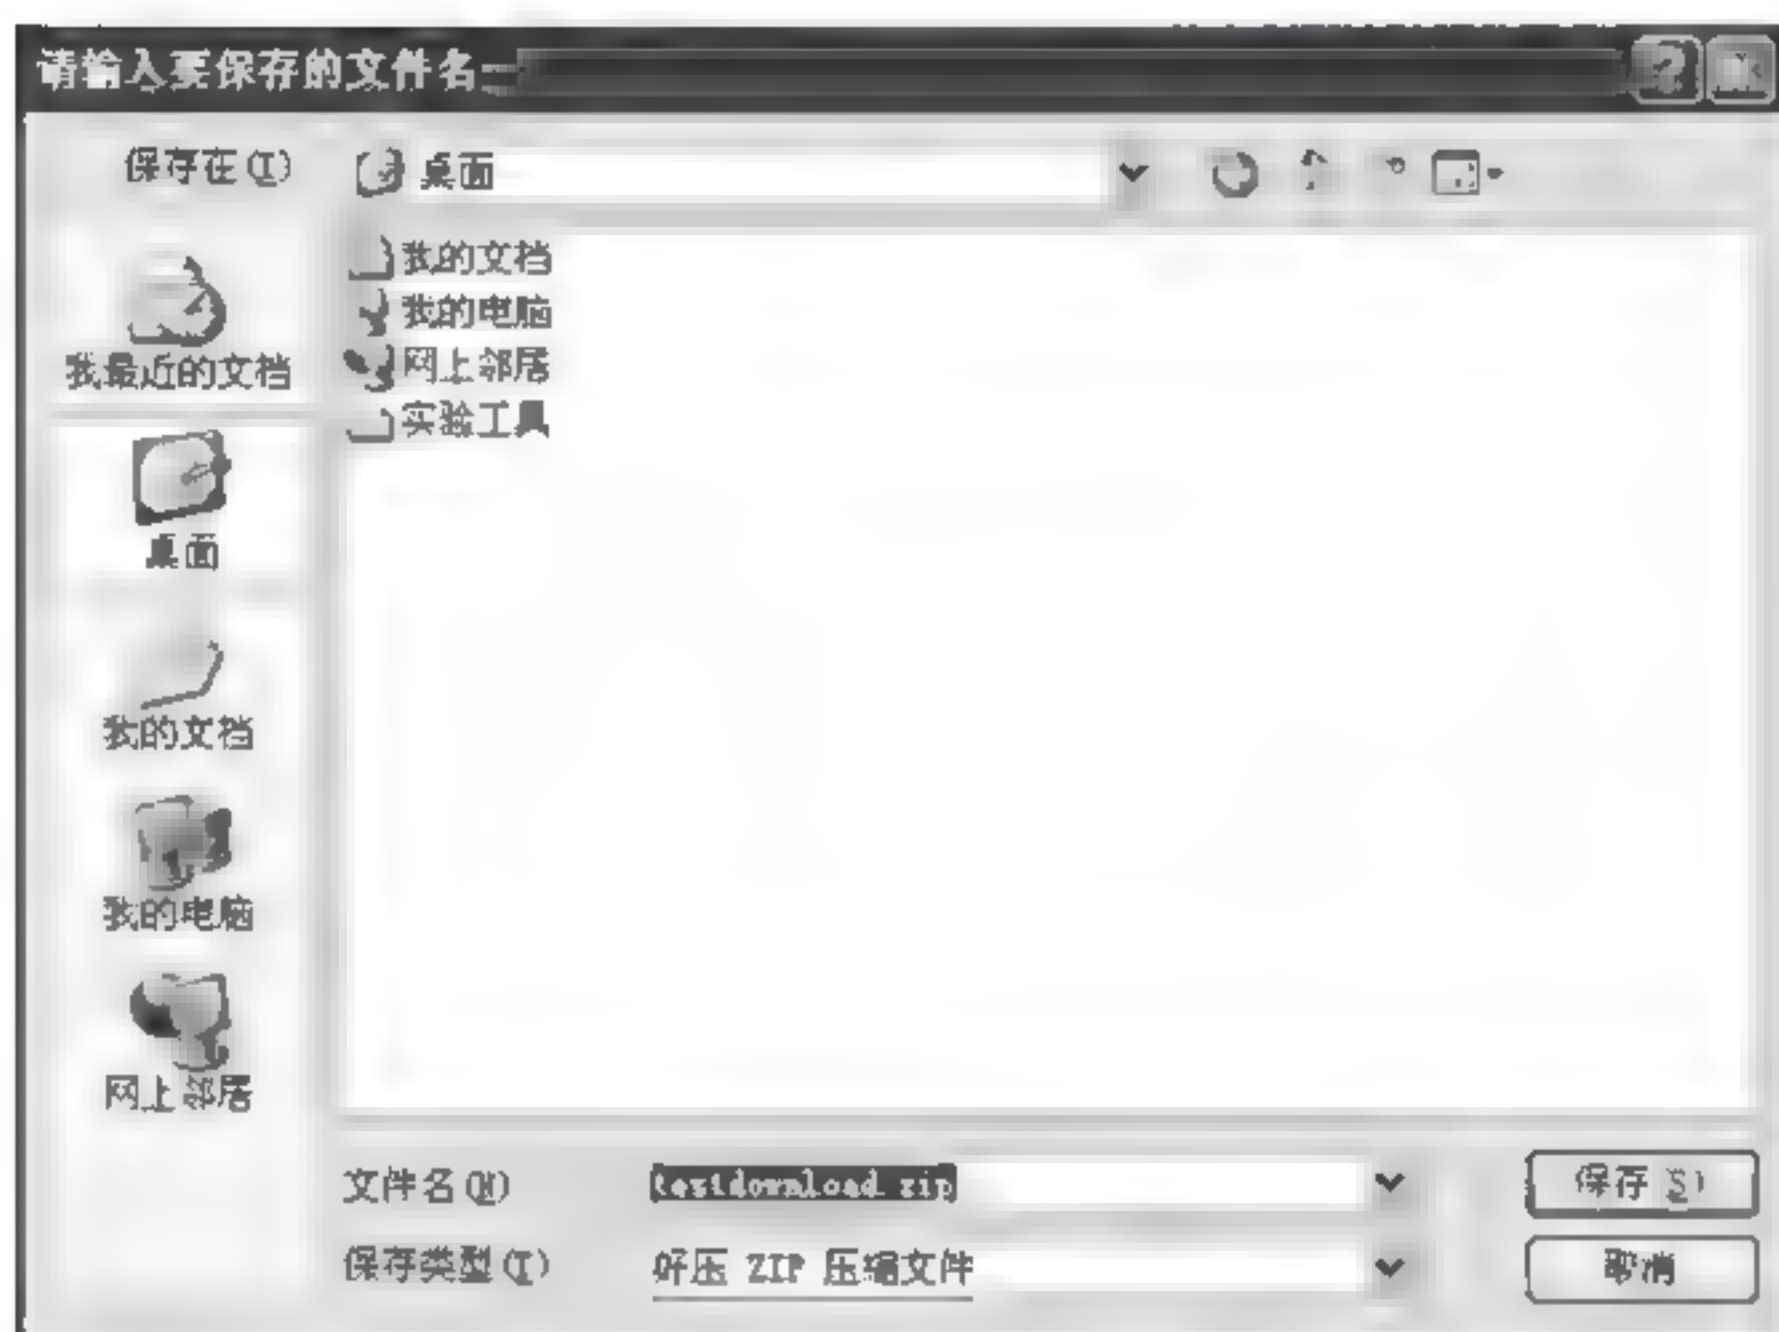 请输入要保存的文件名
保存在(I)
桌面
我的文档
我的电脑
网上邻居
实验工具
我最近的文档
桌面
我的文档
我的电脑
网上邻居
文件名(N)
testdownload.zip
保存(S)
保存类型(T)
好压 ZIP 压缩文件
取消